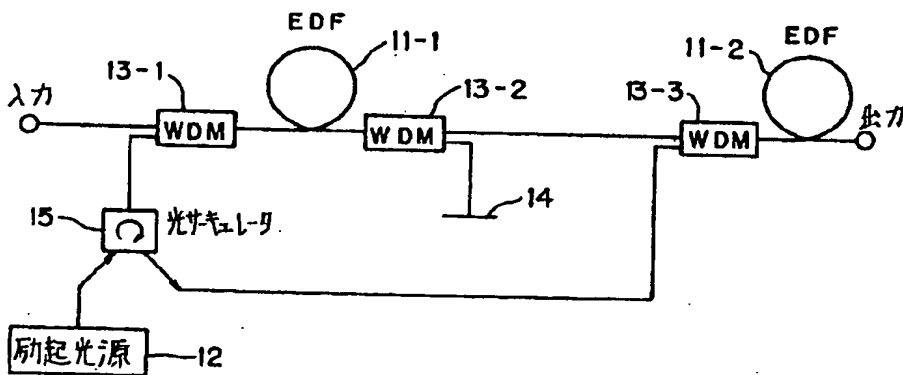 EDF
11-1
EDF
11-2
13-1
13-2
13-3
入力
WDM
WDM
WDM
出力
14
15
光サーキュレータ
励起光源
12